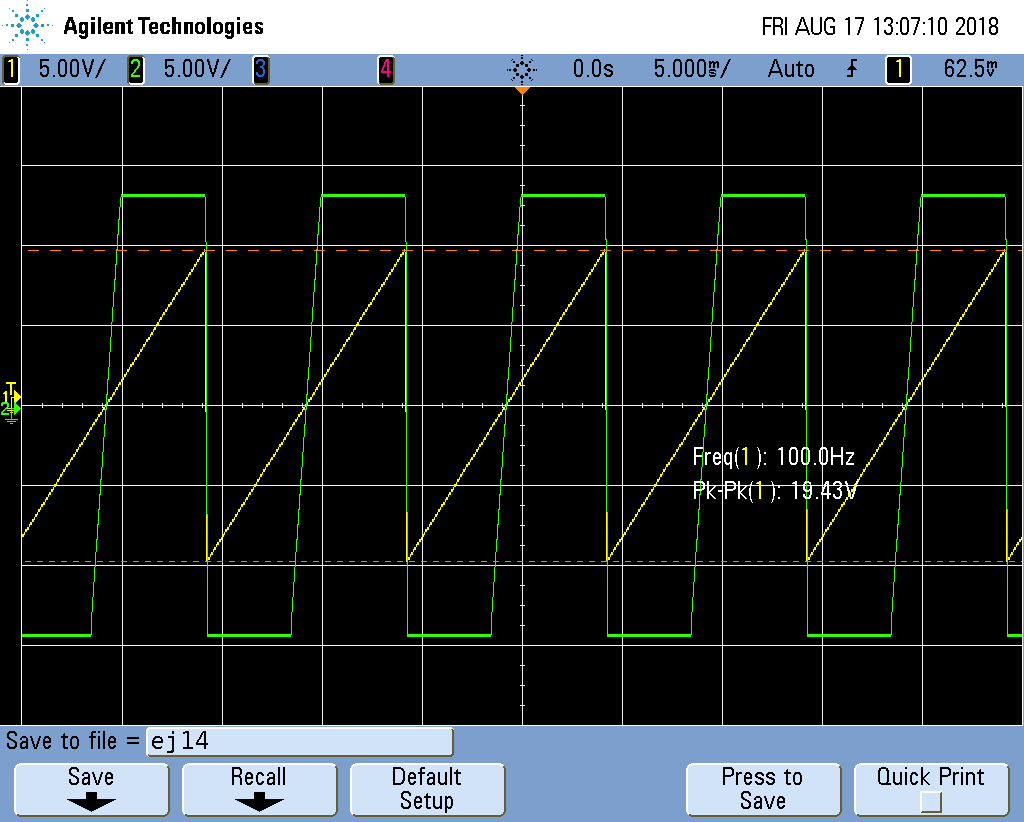 Agilent Technologies FRI AUG 17 13:07:10 2018
1 5.00V/ 2 5.00V/ 3 4 0.0s 5.000ms/ Auto 1 62.5mV
T
1
2
Freq(1): 100.0Hz
Pk-Pk(1): 19.43V
Save to file = ej14
Save Recall Default Setup Press to Save Quick Print